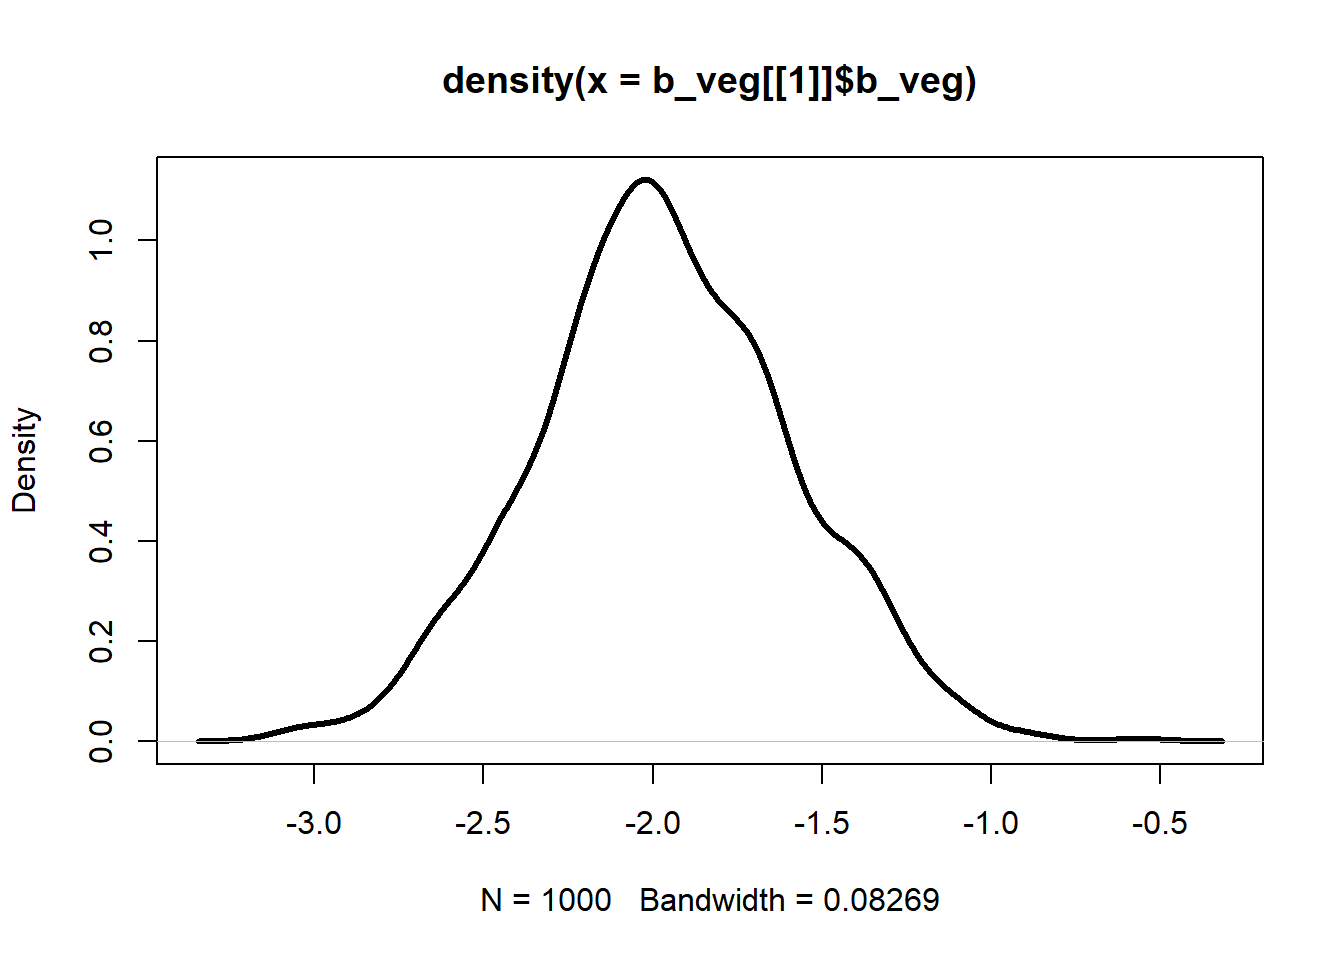 density(x = b_veg[[1]]$b_veg)
Density
1.0
0.8
0.6
0.4
0.2
0.0
-3.0 -2.5 -2.0 -1.5 -1.0 -0.5
N = 1000 Bandwidth = 0.08269